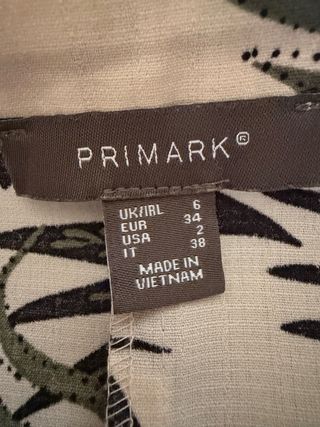 PRIMARK®
UK/IRL 6
EUR 34
USA 2
IT 38
MADE IN
VIETNAM